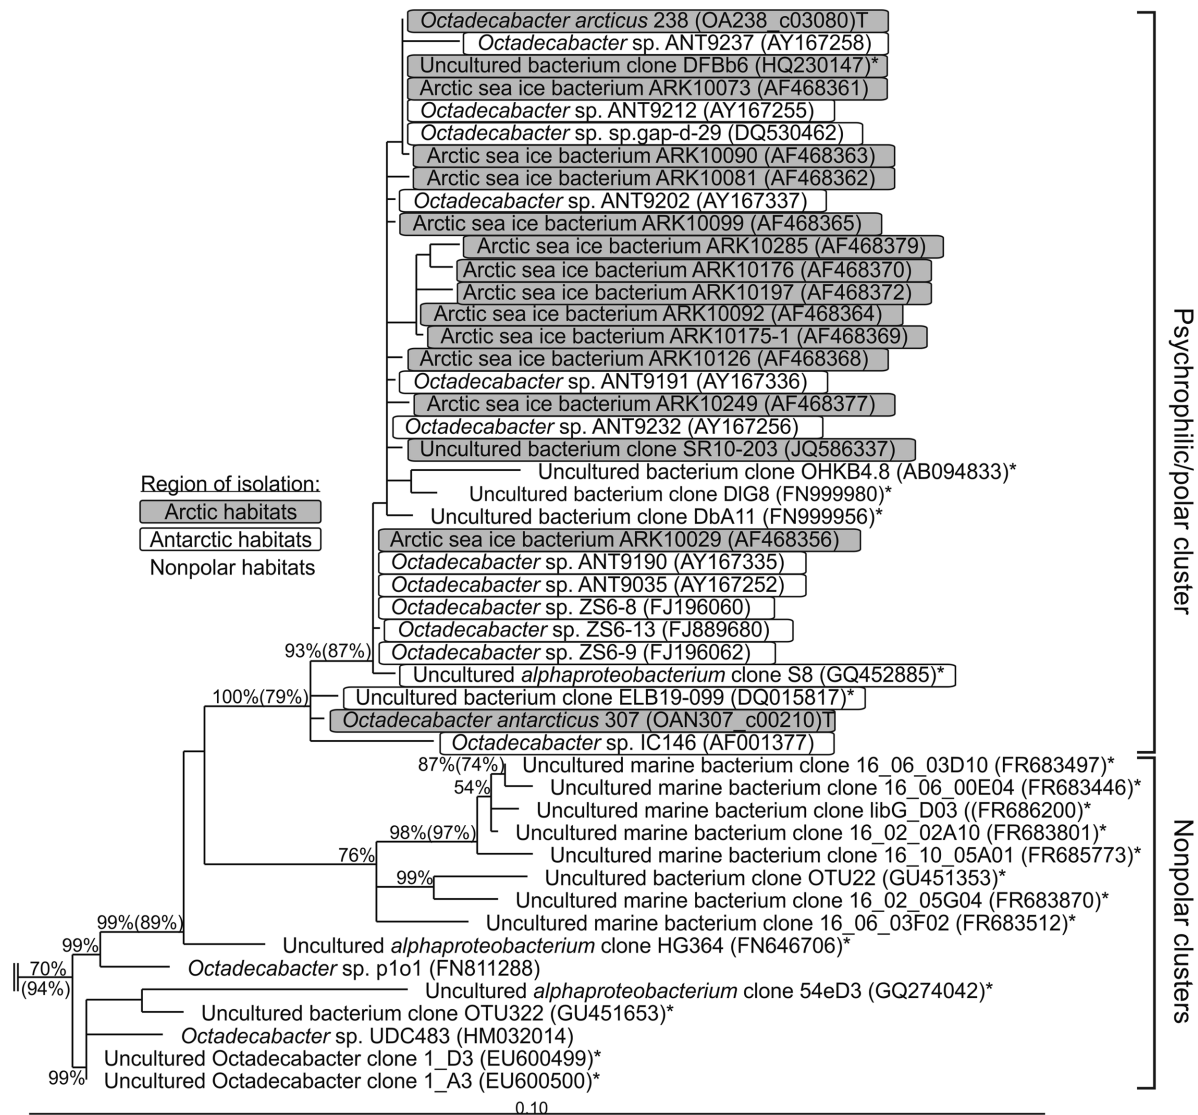 Octadecabacter arcticus 238 (OA238_c03080)T
Octadecabacter sp. ANT9237 (AY167258)
Uncultured bacterium clone DFBb6 (HQ230147)*
Arctic sea ice bacterium ARK10073 (AF468361)
Octadecabacter sp. ANT9212 (AY167255)
Octadecabacter sp. sp.gap-d-29 (DQ530462)
Arctic sea ice bacterium ARK10090 (AF468363)
Arctic sea ice bacterium ARK10081 (AF468362)
Octadecabacter sp. ANT9202 (AY167337)
Arctic sea ice bacterium ARK10099 (AF468365)
Arctic sea ice bacterium ARK10285 (AF468379)
Arctic sea ice bacterium ARK10176 (AF468370)
Arctic sea ice bacterium ARK10197 (AF468372)
Arctic sea ice bacterium ARK10092 (AF468364)
Arctic sea ice bacterium ARK10175-1 (AF468369)
Arctic sea ice bacterium ARK10126 (AF468368)
Octadecabacter sp. ANT9191 (AY167336)
Arctic sea ice bacterium ARK10249 (AF468377)
Octadecabacter sp. ANT9232 (AY167256)
Uncultured bacterium clone SR10-203 (JQ586337)
Uncultured bacterium clone OHKB4.8 (AB094833)*
Uncultured bacterium clone DIG8 (FN999980)*
Uncultured bacterium clone DbA11 (FN999956)*
Arctic sea ice bacterium ARK10029 (AF468356)
Octadecabacter sp. ANT9190 (AY167335)
Octadecabacter sp. ANT9035 (AY167252)
Octadecabacter sp. ZS6-8 (FJ196060)
Octadecabacter sp. ZS6-13 (FJ889680)
Octadecabacter sp. ZS6-9 (FJ196062)
Uncultured alphaproteobacterium clone S8 (GQ452885)*
Uncultured bacterium clone ELB19-099 (DQ015817)*
Octadecabacter antarcticus 307 (OAN307_c00210)T
Octadecabacter sp. IC146 (AF001377)
Psychrophilic/polar cluster
Region of isolation:
Arctic habitats
Antarctic habitats
Nonpolar habitats
93%(87%)
100%(79%)
87%(74%)
Uncultured marine bacterium clone 16_06_03D10 (FR683497)*
54%
Uncultured marine bacterium clone 16_06_00E04 (FR683446)*
Uncultured marine bacterium clone libG_D03 ((FR686200)*
98%(97%)
Uncultured marine bacterium clone 16_02_02A10 (FR683801)*
76%
Uncultured marine bacterium clone 16_10_05A01 (FR685773)*
99%
Uncultured bacterium clone OTU22 (GU451353)*
Uncultured marine bacterium clone 16_02_05G04 (FR683870)*
Uncultured marine bacterium clone 16_06_03F02 (FR683512)*
99%(89%)
99%
Uncultured alphaproteobacterium clone HG364 (FN646706)*
70%
(94%)
Octadecabacter sp. p1o1 (FN811288)
Uncultured alphaproteobacterium clone 54eD3 (GQ274042)*
Uncultured bacterium clone OTU322 (GU451653)*
Octadecabacter sp. UDC483 (HM032014)
Uncultured Octadecabacter clone 1_D3 (EU600499)*
99%
Uncultured Octadecabacter clone 1_A3 (EU600500)*
Nonpolar clusters
0.10